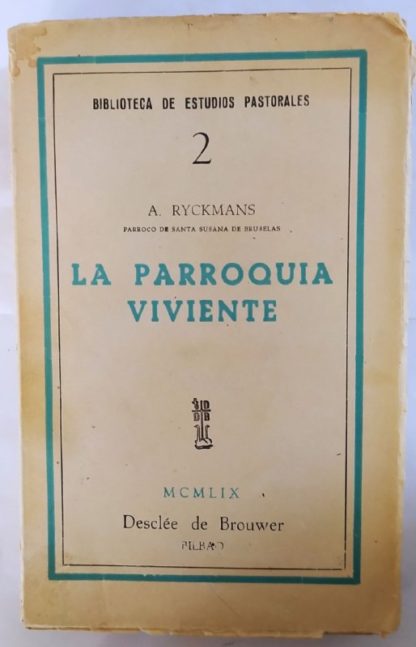 BIBLIOTECA DE ESTUDIOS PASTORALES
2
A. RYCKMANS
PARROCO DE SANTA SUSANA DE BRUSELAS
LA PARROQUIA
VIVIENTE
MCMLIX
Desclée de Brouwer
BILBAO